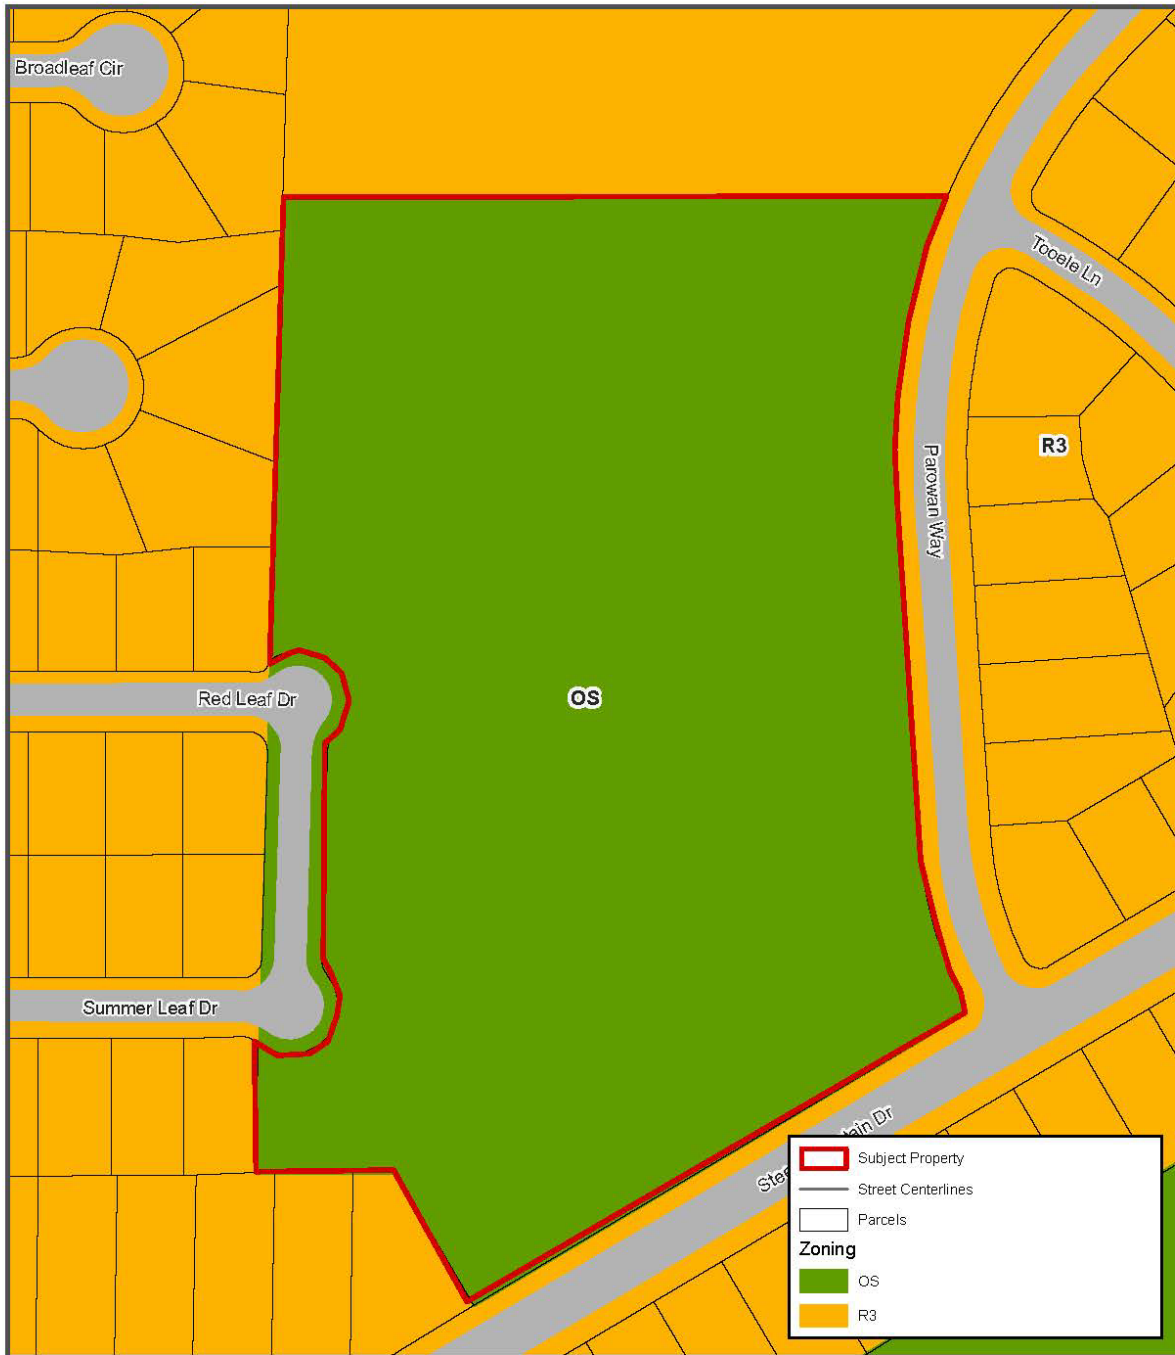 Broadleaf Cir
Tooele Ln
R3
Parowan Way
Red Leaf Dr
OS
Summer Leaf Dr
Dr
Subject Property
Street Centerlines
Parcels
Zoning
OS
R3